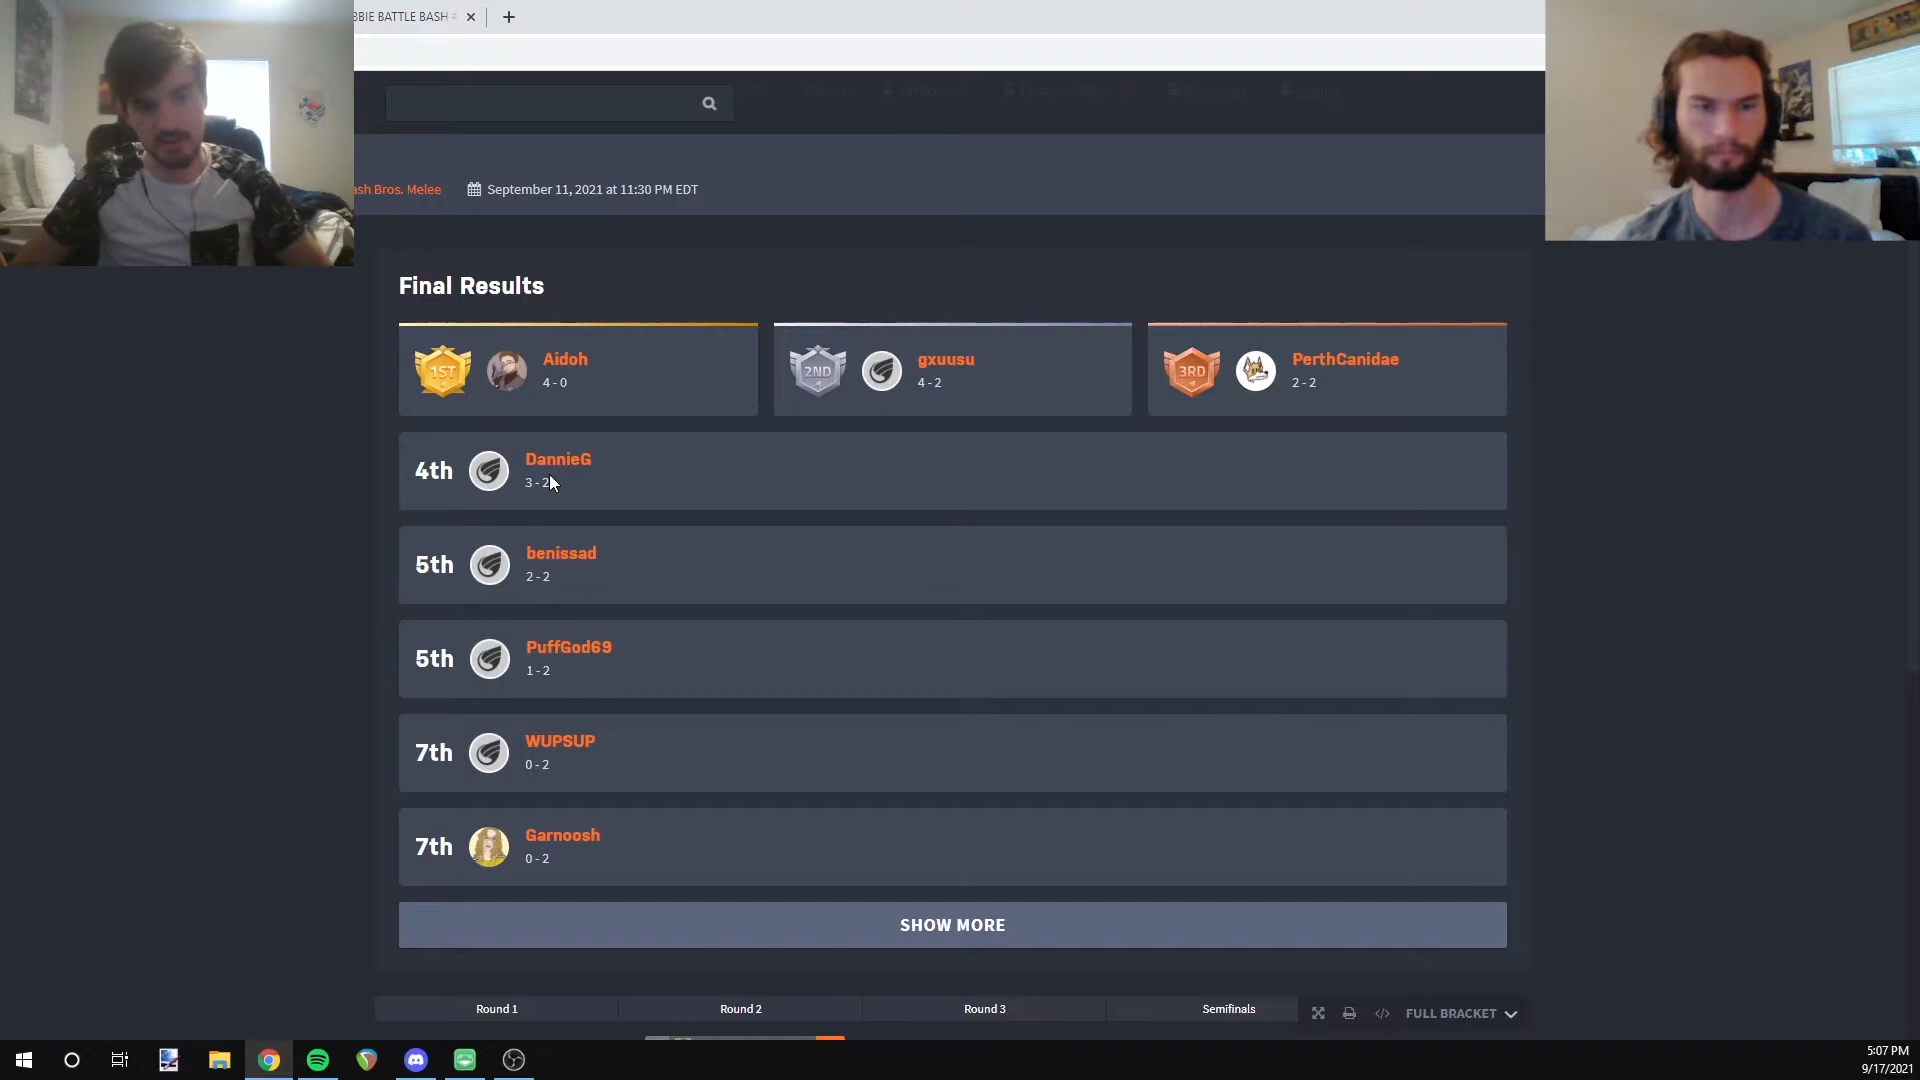 BBIE BATTLE BASH
ash Bros. Melee
September 11, 2021 at 11:30 PM EDT
Final Results
1ST
Aidoh
4 - 0
2ND
gxuusu
4 - 2
3RD
PerthCanidae
2 - 2
4th
DannieG
3 - 2
5th
benissad
2 - 2
5th
PuffGod69
1 - 2
7th
WUPSUP
0 - 2
7th
Garnoosh
0 - 2
SHOW MORE
Round 1
Round 2
Round 3
Semifinals
FULL BRACKET
5:07 PM
9/17/2021